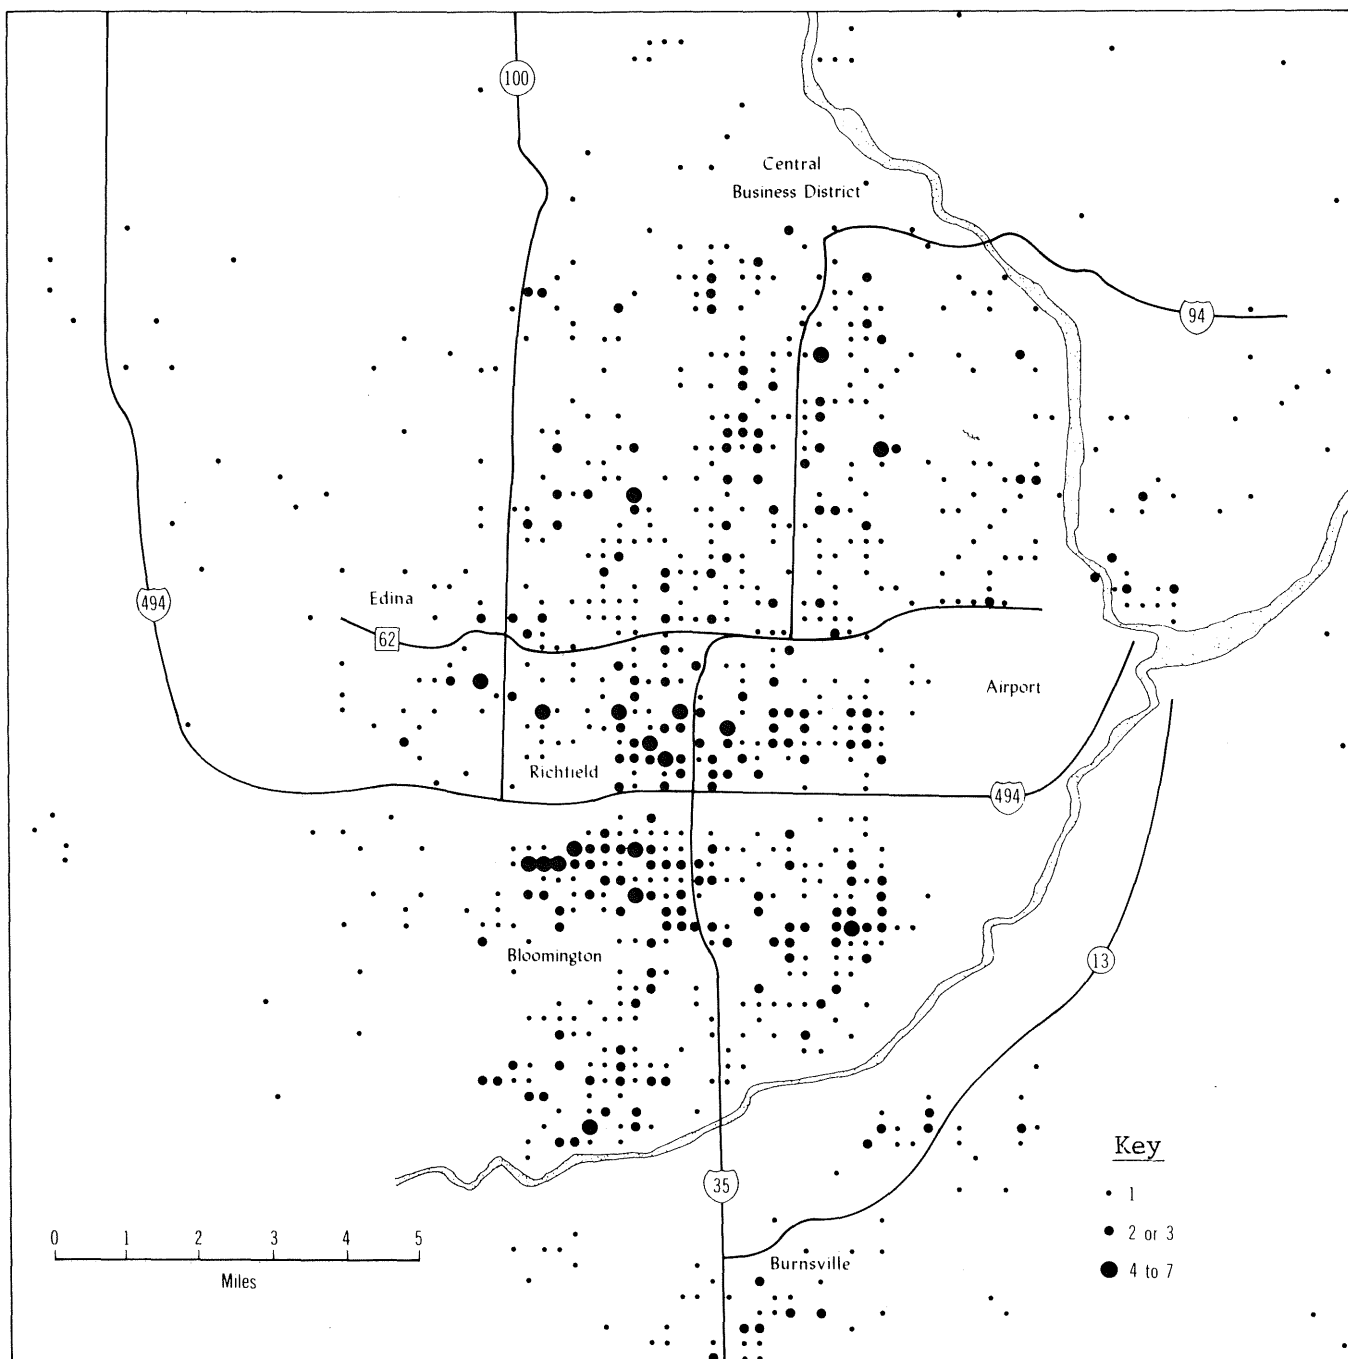 100
Central
Business District
94
494
Edina
62
Airport
Richfield
494
Bloomington
13
Key
1
35
2 or 3
0 1 2 3 4 5
Burnsville
4 to 7
Miles